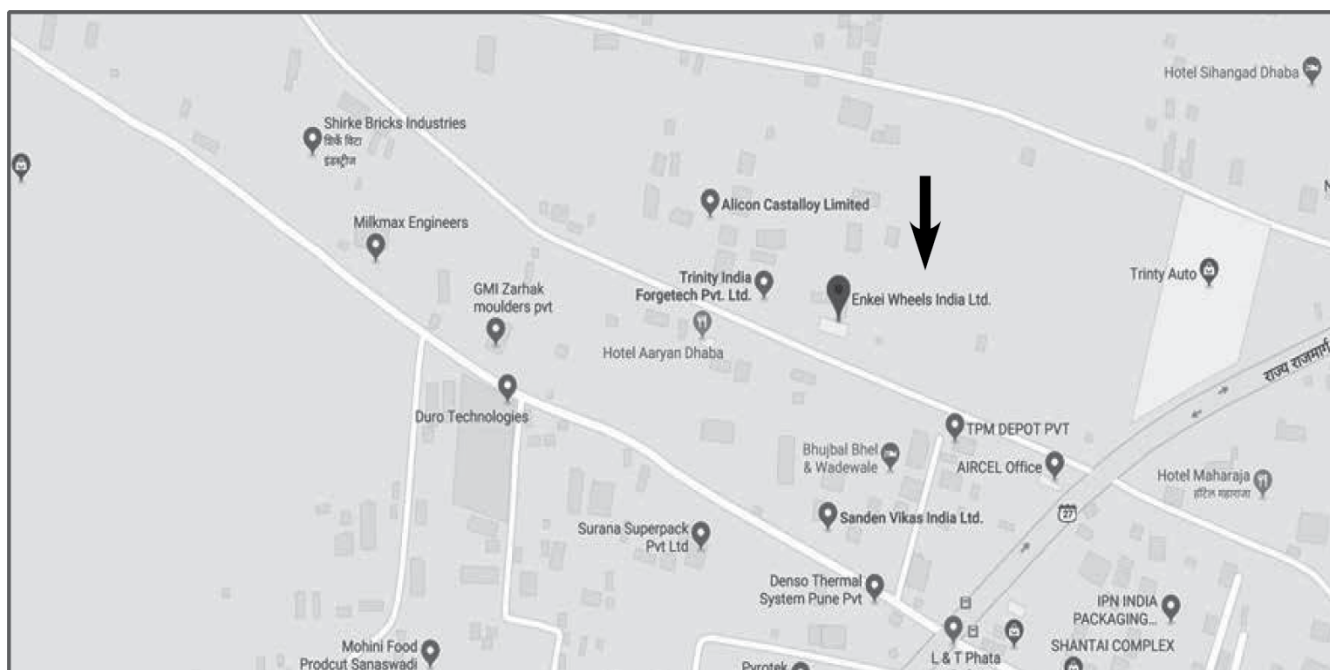 Hotel Sihangad Dhaba
Shirke Bricks Industries
शिर्के विटा
इंडस्ट्रीज
Alicon Castalloy Limited
Milkmax Engineers
Trinity India
Forgetech Pvt. Ltd.
Trinty Auto
GMI Zarhak
moulders pvt
Enkei Wheels India Ltd.
Hotel Aaryan Dhaba
राज्य राजमार्ग
Duro Technologies
TPM DEPOT PVT
Bhujbal Bhel
& Wadewale
AIRCEL Office
Hotel Maharaja
हॉटेल महाराजा
27
Sanden Vikas India Ltd.
Surana Superpack
Pvt Ltd
Denso Thermal
System Pune Pvt
IPN INDIA
PACKAGING...
Mohini Food
Prodcut Sanaswadi
L & T Phata
SHANTAI COMPLEX
Pyrotek